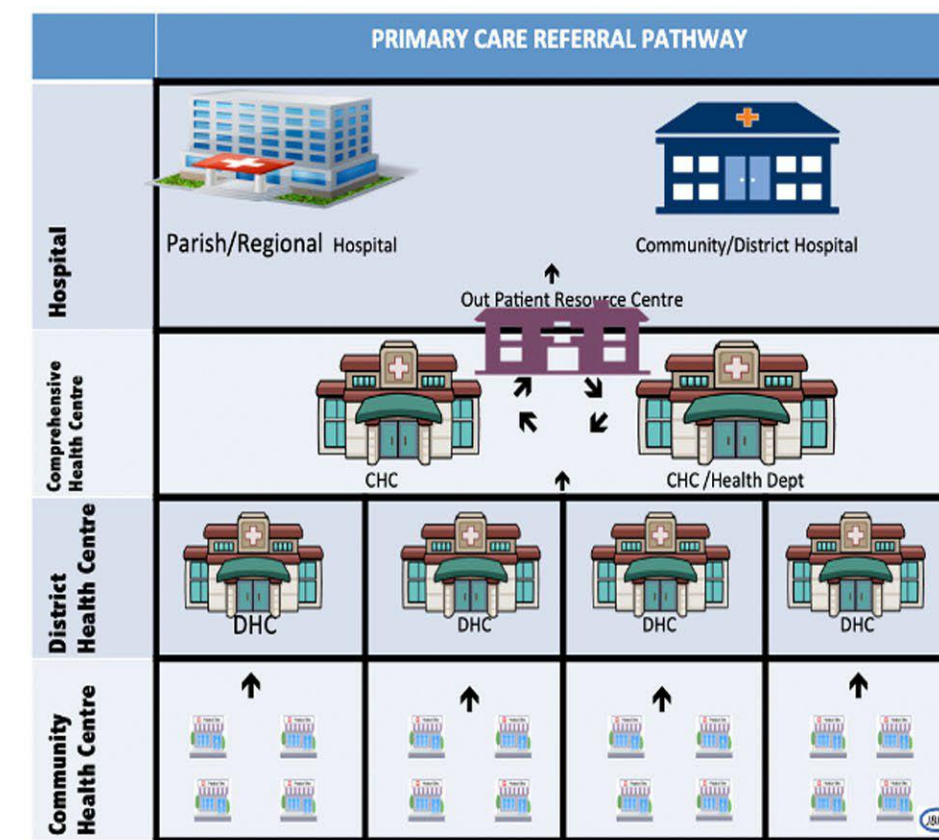 PRIMARY CARE REFERRAL PATHWAY
Hospital
Parish/Regional Hospital
Community/District Hospital
Out Patient Resource Centre
Comprehensive
Health Centre
CHC
CHC /Health Dept
District
Health Centre
DHC
DHC
DHC
DHC
Community
Health Centre